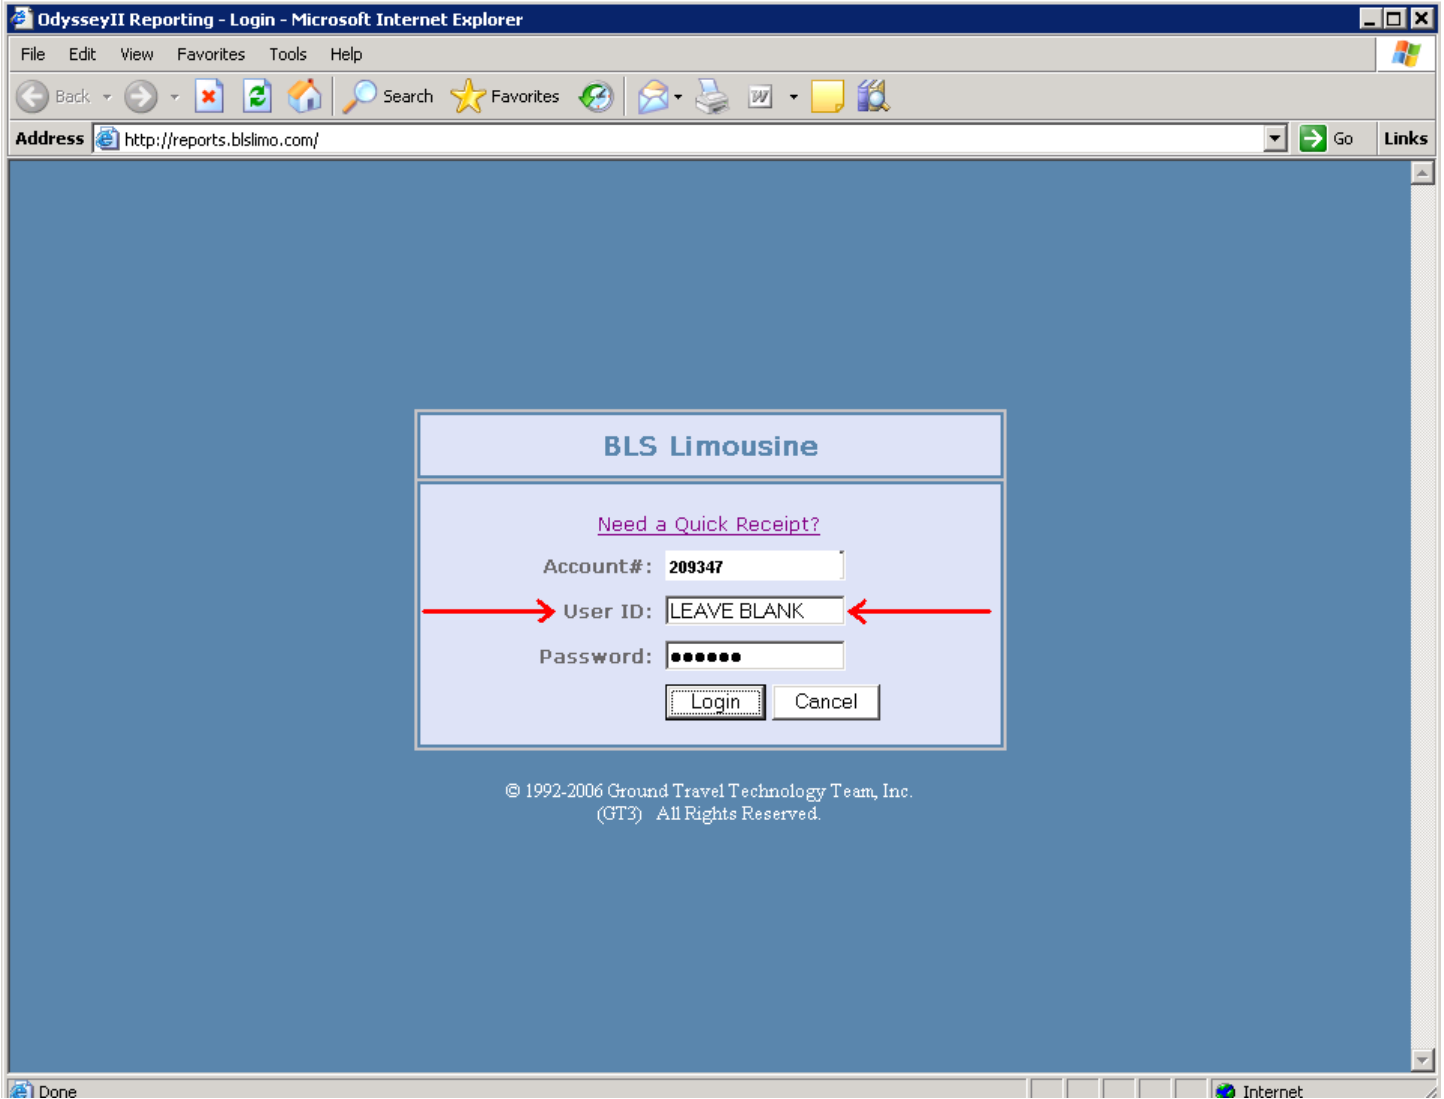 OdysseyII Reporting - Login - Microsoft Internet Explorer
File Edit View Favorites Tools Help
Back Search Favorites W
Address http://reports.blslimo.com/ Go Links
BLS Limousine
Need a Quick Receipt?
Account#: 209347
User ID: LEAVE BLANK
Password: ●●●●●●
Login Cancel
© 1992-2006 Ground Travel Technology Team, Inc.
(GT3) All Rights Reserved.
Done Internet